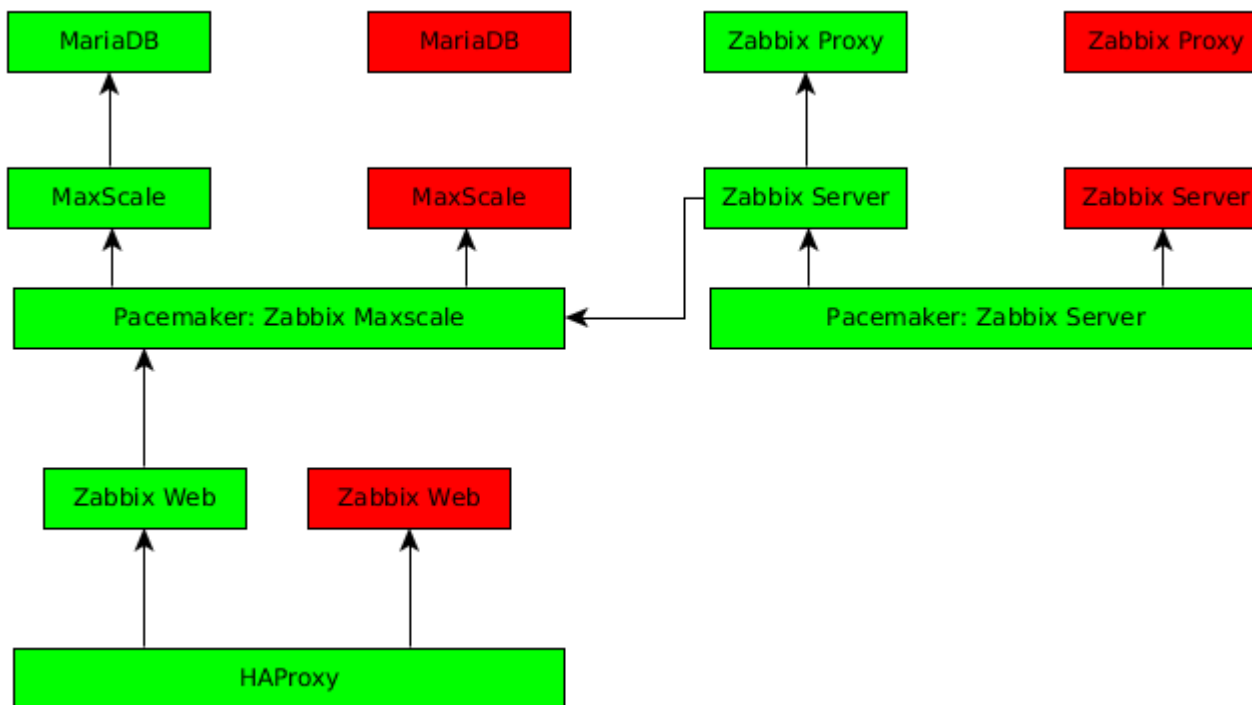 MariaDB
MariaDB
Zabbix Proxy
Zabbix Proxy
MaxScale
MaxScale
Zabbix Server
Zabbix Server
Pacemaker: Zabbix Maxscale
Pacemaker: Zabbix Server
Zabbix Web
Zabbix Web
HAProxy